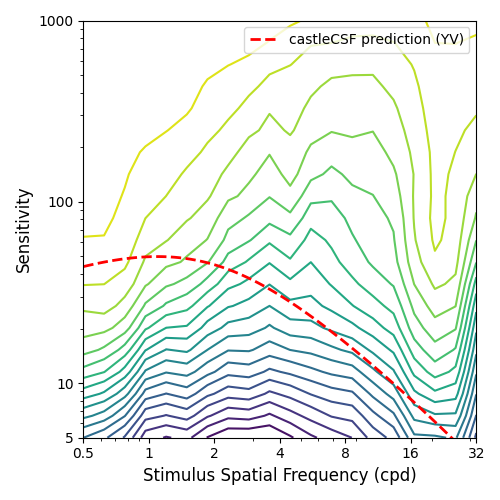 1000
castleCSF prediction (YV)
100
10
5
Sensitivity
0.5 1 2 4 8 16 32
Stimulus Spatial Frequency (cpd)